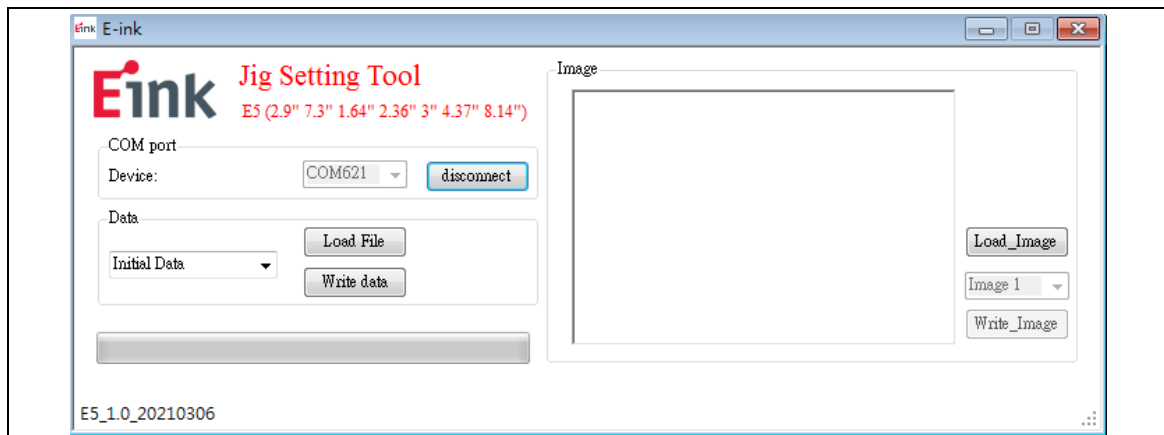 Eink E-ink
Eink
Jig Setting Tool
E5 (2.9" 7.3" 1.64" 2.36" 3" 4.37" 8.14")
COM port
Device:
COM621
disconnect
Data
Initial Data
Load File
Write data
E5_1.0_20210306
Image
Load_Image
Image 1
Write_Image